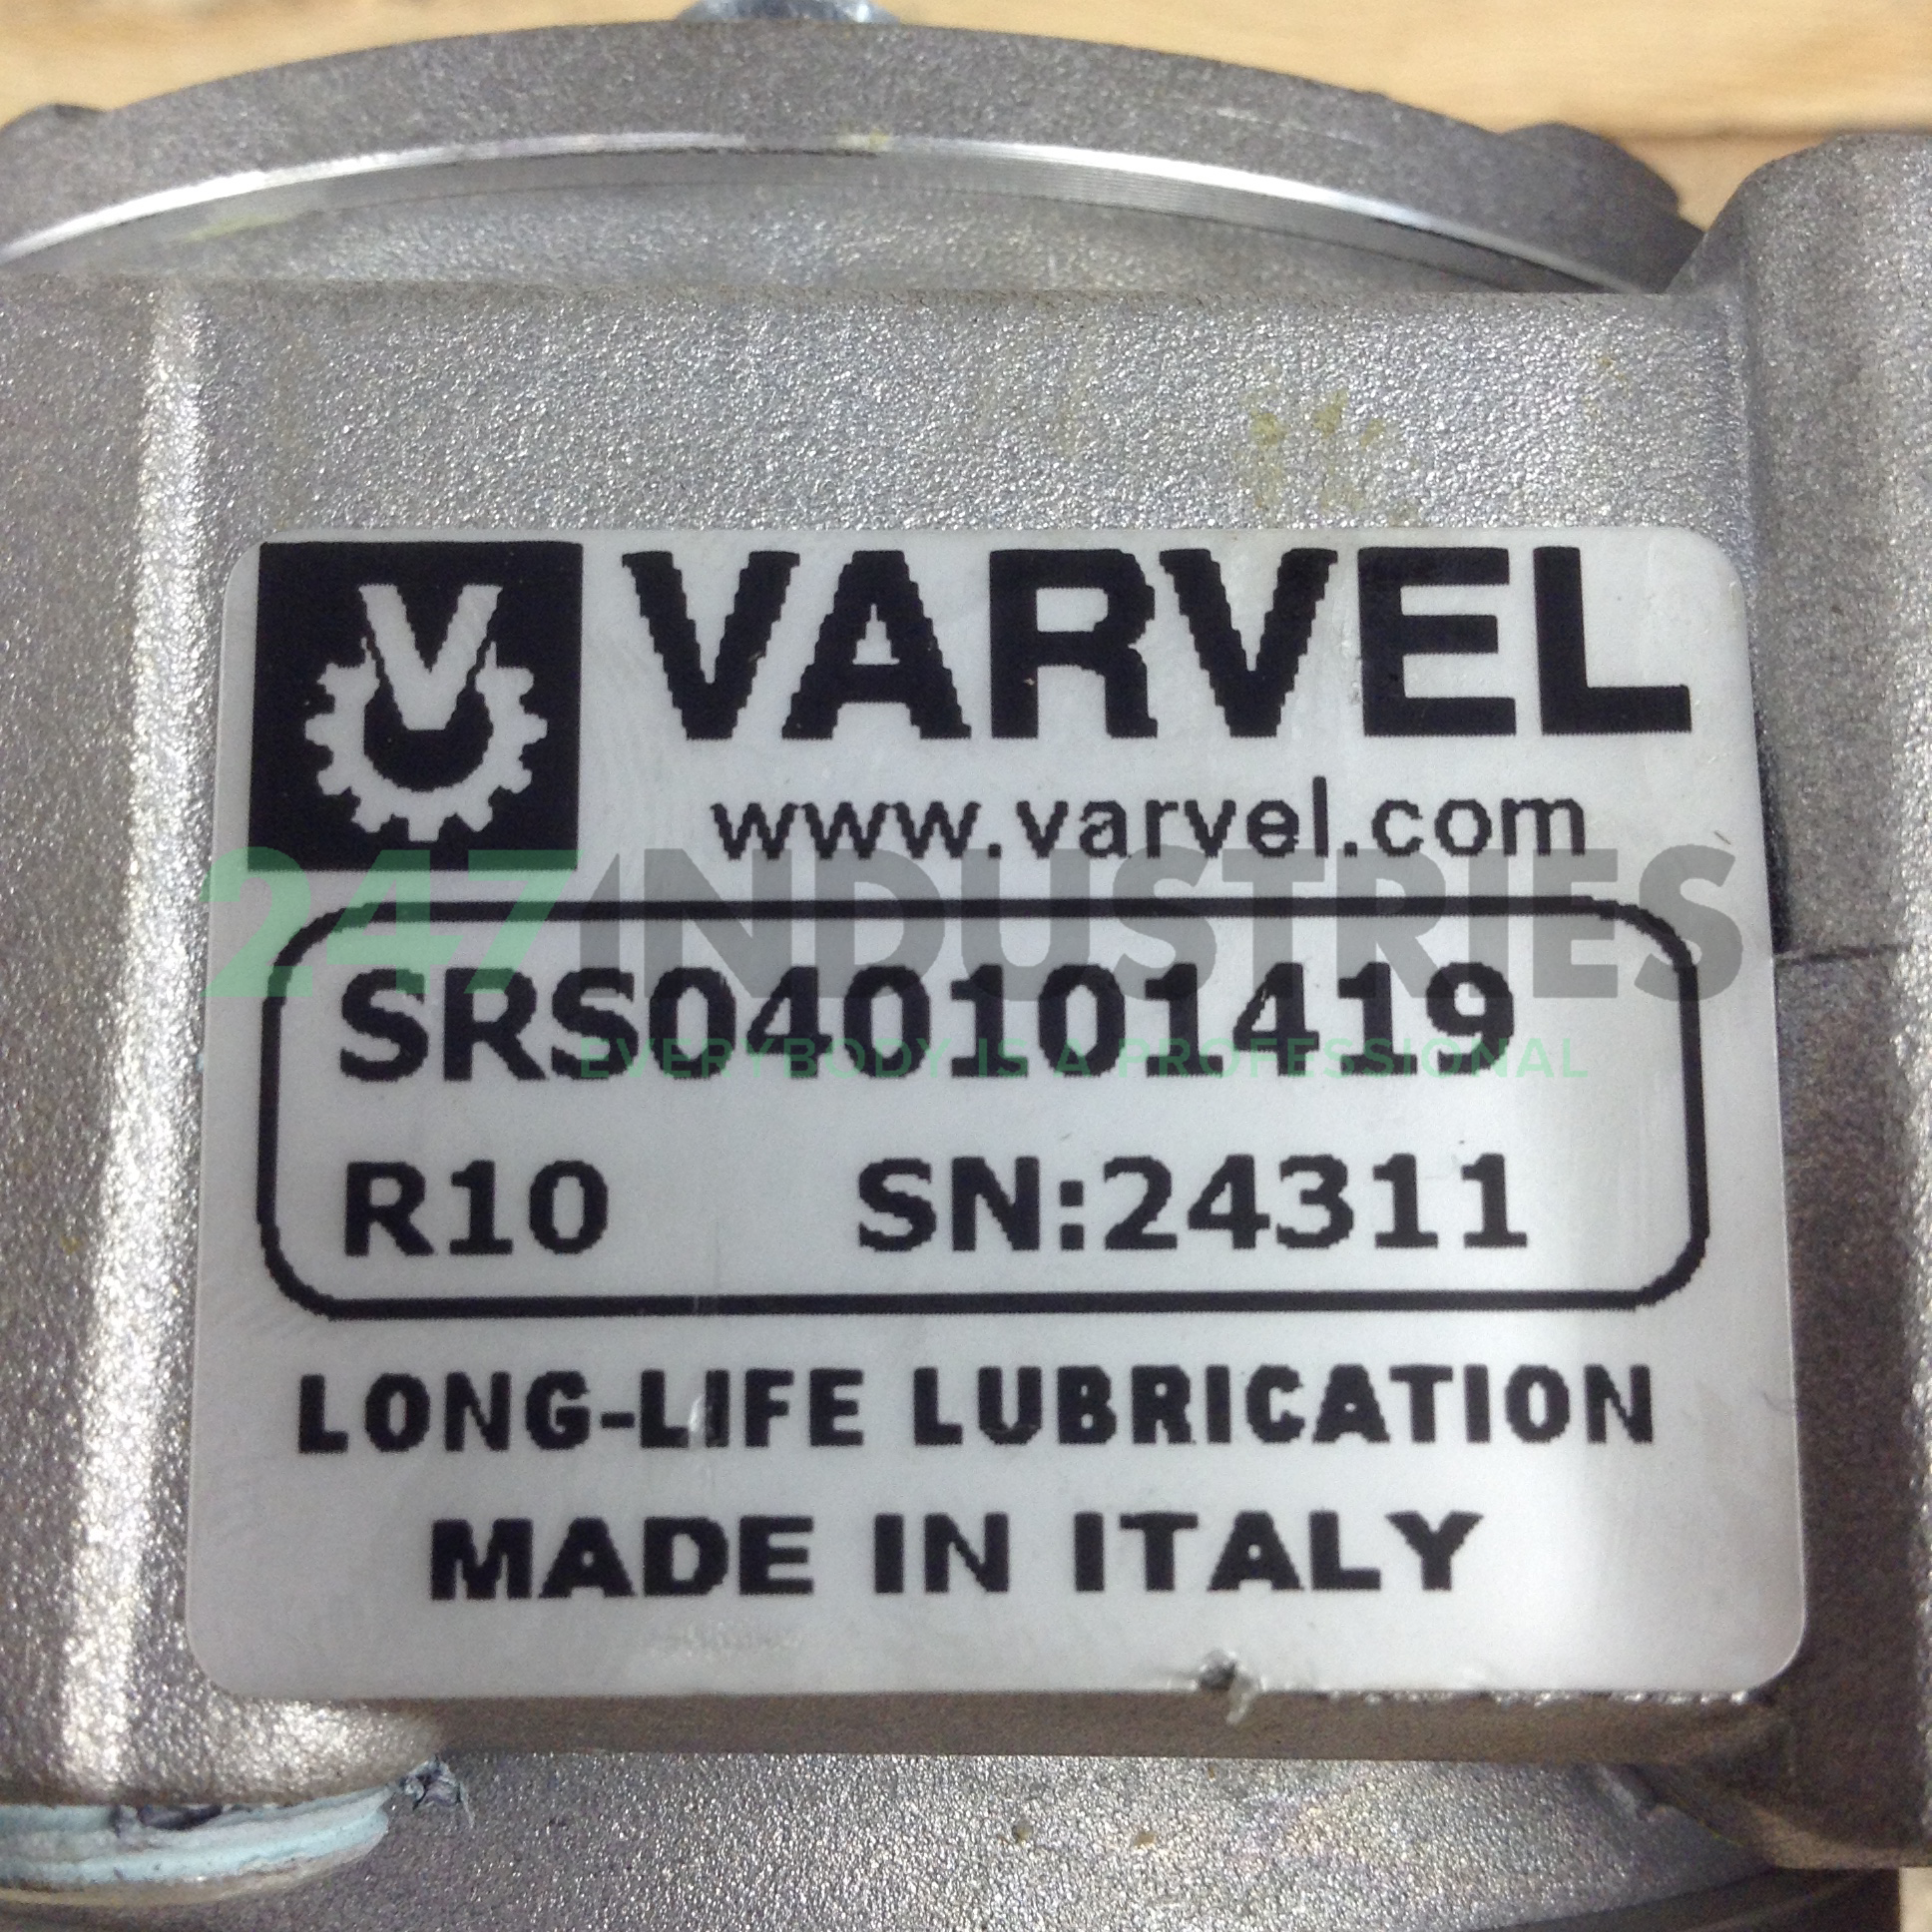 V VARVEL
www.varvel.com
247INDUSTRIES
SRS040101419
EVERYBODY IS A PROFESSIONAL
R10 SN:24311
LONG-LIFE LUBRICATION
MADE IN ITALY